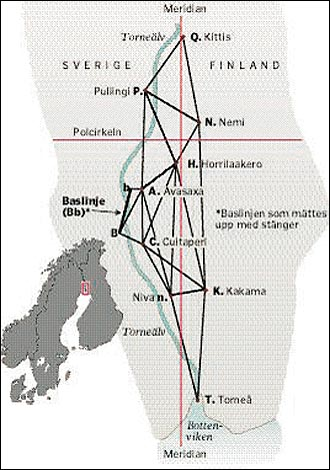 Meridian
Torneälv
Q. Kittis
SVERIGE
FINLAND
Pullingi P.
N. Nemi
Polcirkeln
H. Horrilaakero
b
A. Avasaxa
Baslinje
(Bb)*
*Baslinjen som mättes
upp med stänger
B
C. Cuitaperi
Niva n.
K. Kakama
Torneälv
T. Torneå
Botten-
viken
Meridian